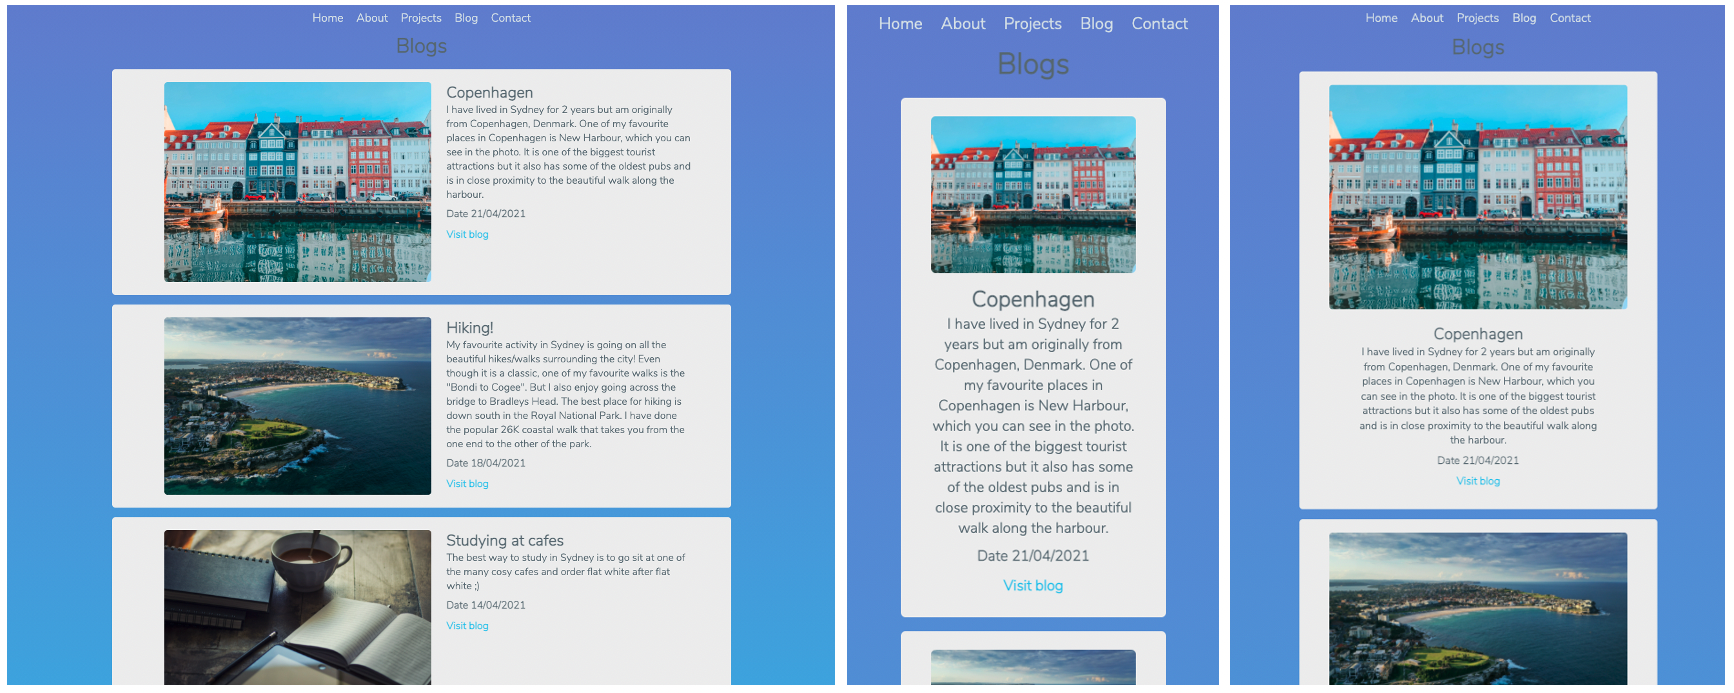 Home About Projects Blog Contact
Blogs
Copenhagen
I have lived in Sydney for 2 years but am originally
from Copenhagen, Denmark. One of my favourite
places in Copenhagen is New Harbour, which you can
see in the photo. It is one of the biggest tourist
attractions but it also has some of the oldest pubs and
is in close proximity to the beautiful walk along the
harbour.
Date 21/04/2021
Visit blog
Hiking!
My favourite activity in Sydney is going on all the
beautiful hikes/walks surrounding the city! Even
though it is a classic, one of my favourite walks is the
"Bondi to Cogee". But I also enjoy going across the
bridge to Bradleys Head. The best place for hiking is
down south in the Royal National Park. I have done
the popular 26K coastal walk that takes you from the
one end to the other of the park.
Date 18/04/2021
Visit blog
Studying at cafes
The best way to study in Sydney is to go sit at one of
the many cosy cafes and order flat white after flat
white ;)
Date 14/04/2021
Visit blog
Home About Projects Blog Contact
Blogs
Copenhagen
I have lived in Sydney for 2
years but am originally from
Copenhagen, Denmark. One of
my favourite places in
Copenhagen is New Harbour,
which you can see in the photo.
It is one of the biggest tourist
attractions but it also has some
of the oldest pubs and is in
close proximity to the beautiful
walk along the harbour.
Date 21/04/2021
Visit blog
Home About Projects Blog Contact
Blogs
Copenhagen
I have lived in Sydney for 2 years but am originally
from Copenhagen, Denmark. One of my favourite
places in Copenhagen is New Harbour, which you
can see in the photo. It is one of the biggest tourist
attractions but it also has some of the oldest pubs
and is in close proximity to the beautiful walk along
the harbour.
Date 21/04/2021
Visit blog